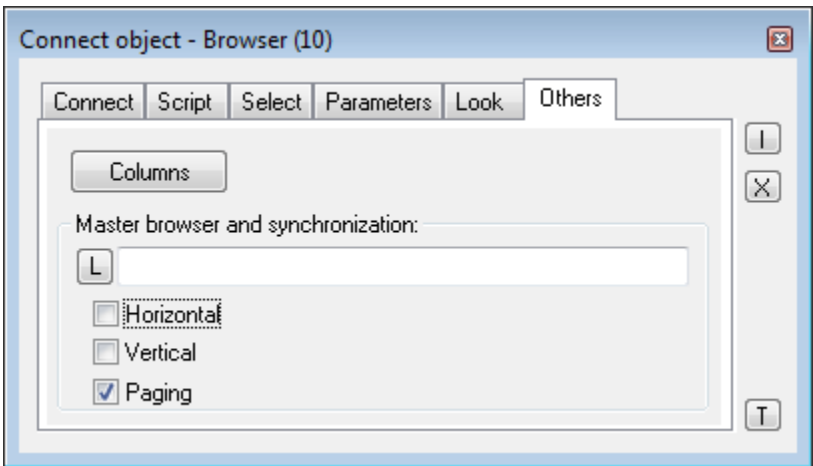 Connect object - Browser (10)
Connect Script Select Parameters Look Others
I
Columns
X
Master browser and synchronization:
L
Horizontal
Vertical
Paging
T